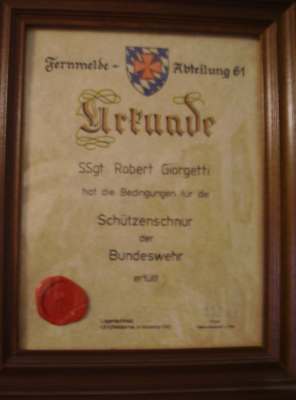 Fernmelde - Abteilung 61
Urkunde
SSgt Robert Giorgetti
hat die Bedingungen für die
Schützenschnur
der
Bundeswehr
erfüllt